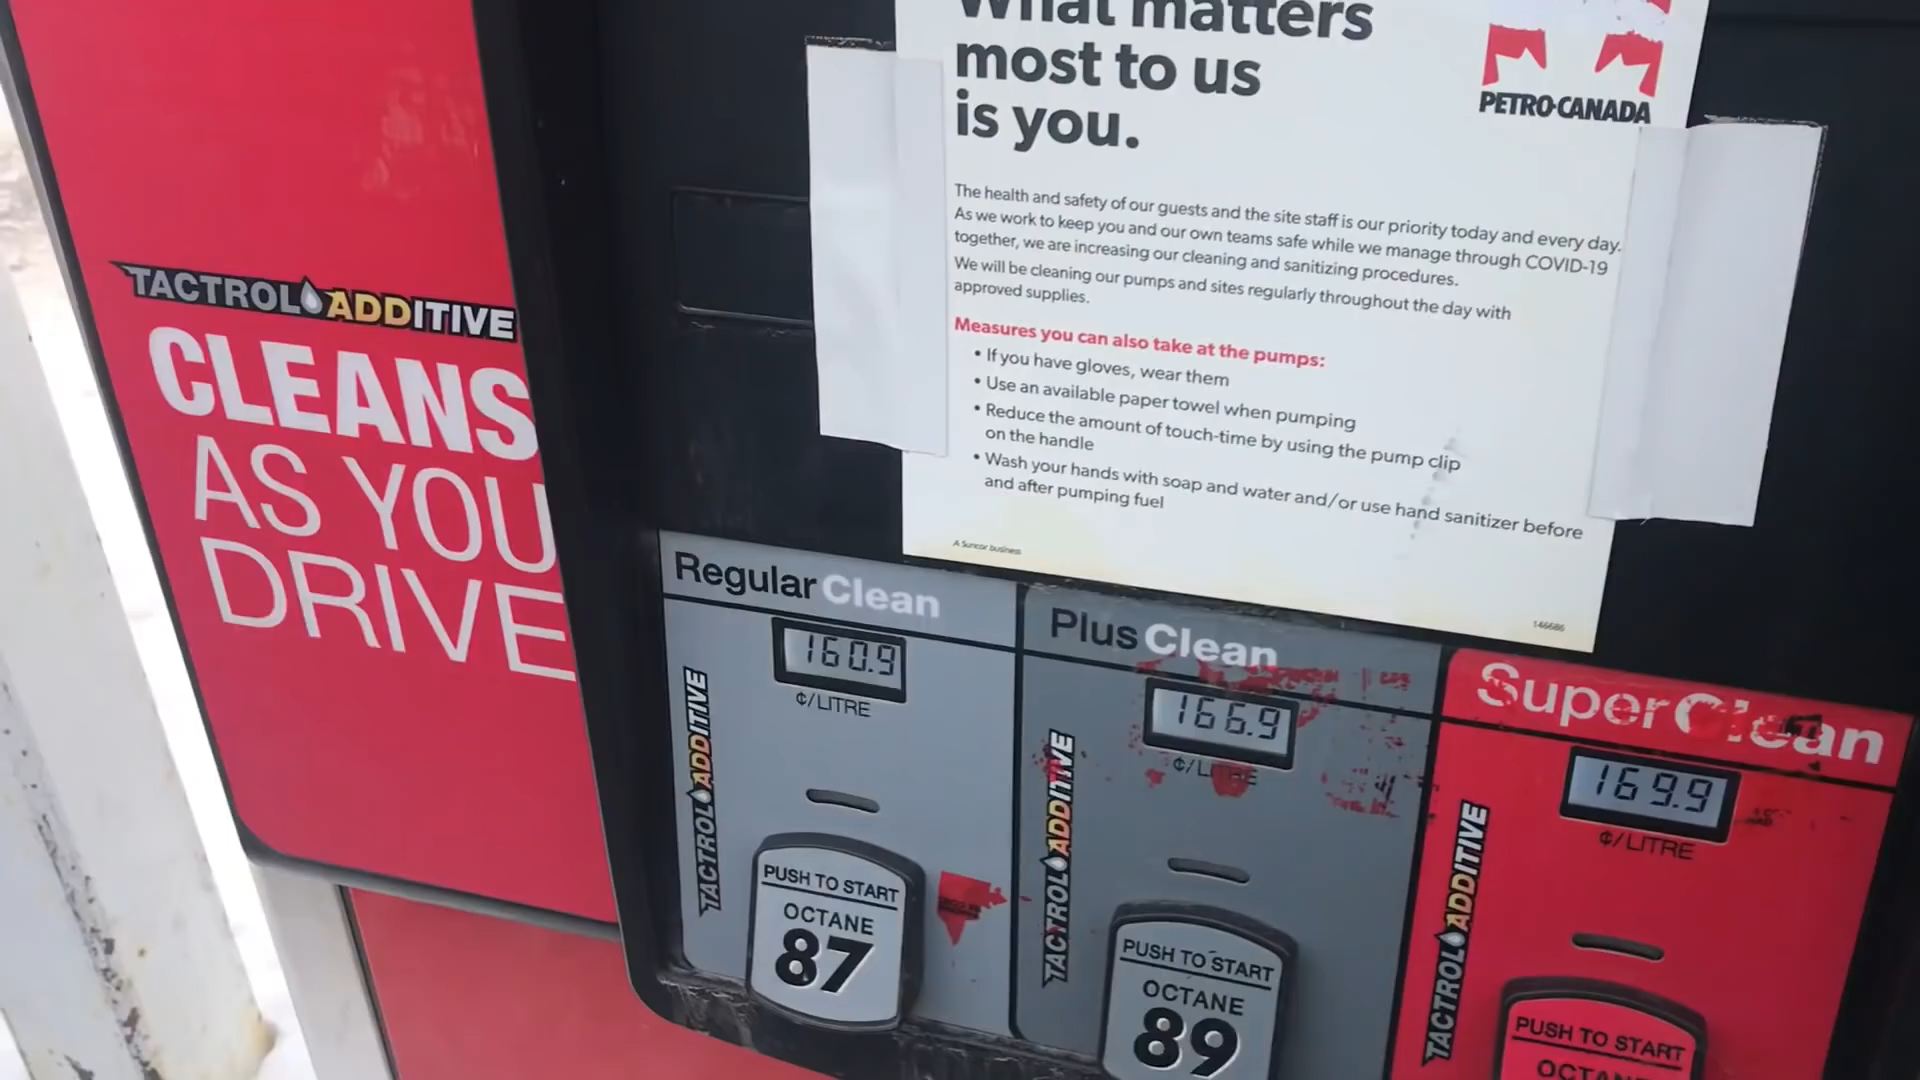 What matters
most to us
is you.
PETRO-CANADA
The health and safety of our guests and the site staff is our priority today and every day.
As we work to keep you and our own teams safe while we manage through COVID-19
together, we are increasing our cleaning and sanitizing procedures.
We will be cleaning our pumps and sites regularly throughout the day with
approved supplies.
Measures you can also take at the pumps:
• If you have gloves, wear them
• Use an available paper towel when pumping
• Reduce the amount of touch-time by using the pump clip
on the handle
• Wash your hands with soap and water and/or use hand sanitizer before
and after pumping fuel
A Suncor business
146686
TACTROL ADDITIVE
CLEANS
AS YOU
DRIVE
Regular Clean
160.9
¢/LITRE
TACTROL ADDITIVE
PUSH TO START
OCTANE
87
Plus Clean
166.9
¢/LITRE
TACTROL ADDITIVE
PUSH TO START
OCTANE
89
Super Clean
169.9
¢/LITRE
TACTROL ADDITIVE
PUSH TO START
OCTANE